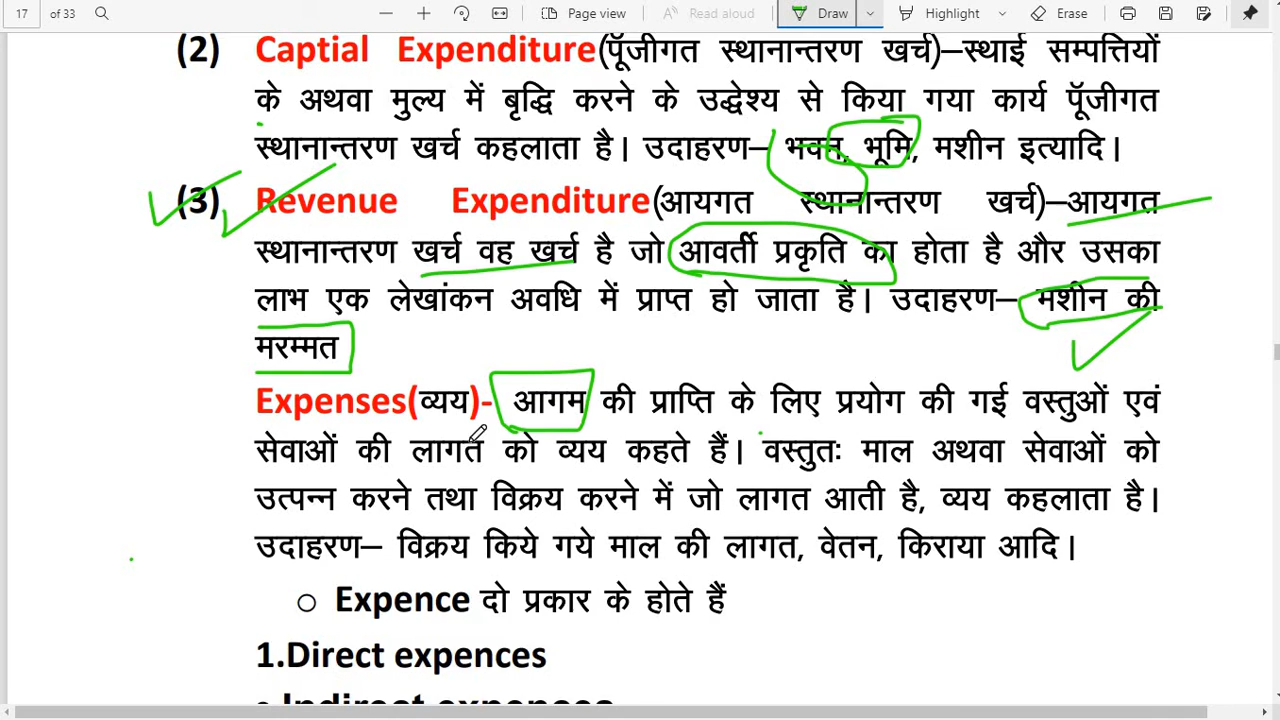 17 of 33 Page view Read aloud Draw Highlight Erase
(2) Captial Expenditure(पूॅजीगत स्थानान्तरण खर्च)–स्थाई सम्पत्तियों
के अथवा मुल्य में बृद्धि करने के उद्धेश्य से किया गया कार्य पूॅजीगत
स्थानान्तरण खर्च कहलाता है। उदाहरण– भवन, भूमि, मशीन इत्यादि।
(3) Revenue Expenditure(आयगत स्थानान्तरण खर्च)–आयगत
स्थानान्तरण खर्च वह खर्च है जो आवर्ती प्रकृति का होता है और उसका
लाभ एक लेखांकन अवधि में प्राप्त हो जाता है। उदाहरण– मशीन की
मरम्मत
Expenses(व्यय)- आगम की प्राप्ति के लिए प्रयोग की गई वस्तुओं एवं
सेवाओं की लागत को व्यय कहते हैं। वस्तुतः माल अथवा सेवाओं को
उत्पन्न करने तथा विक्रय करने में जो लागत आती है, व्यय कहलाता है।
उदाहरण– विक्रय किये गये माल की लागत, वेतन, किराया आदि।
○ Expence दो प्रकार के होते हैं
1.Direct expences
Indirect expences